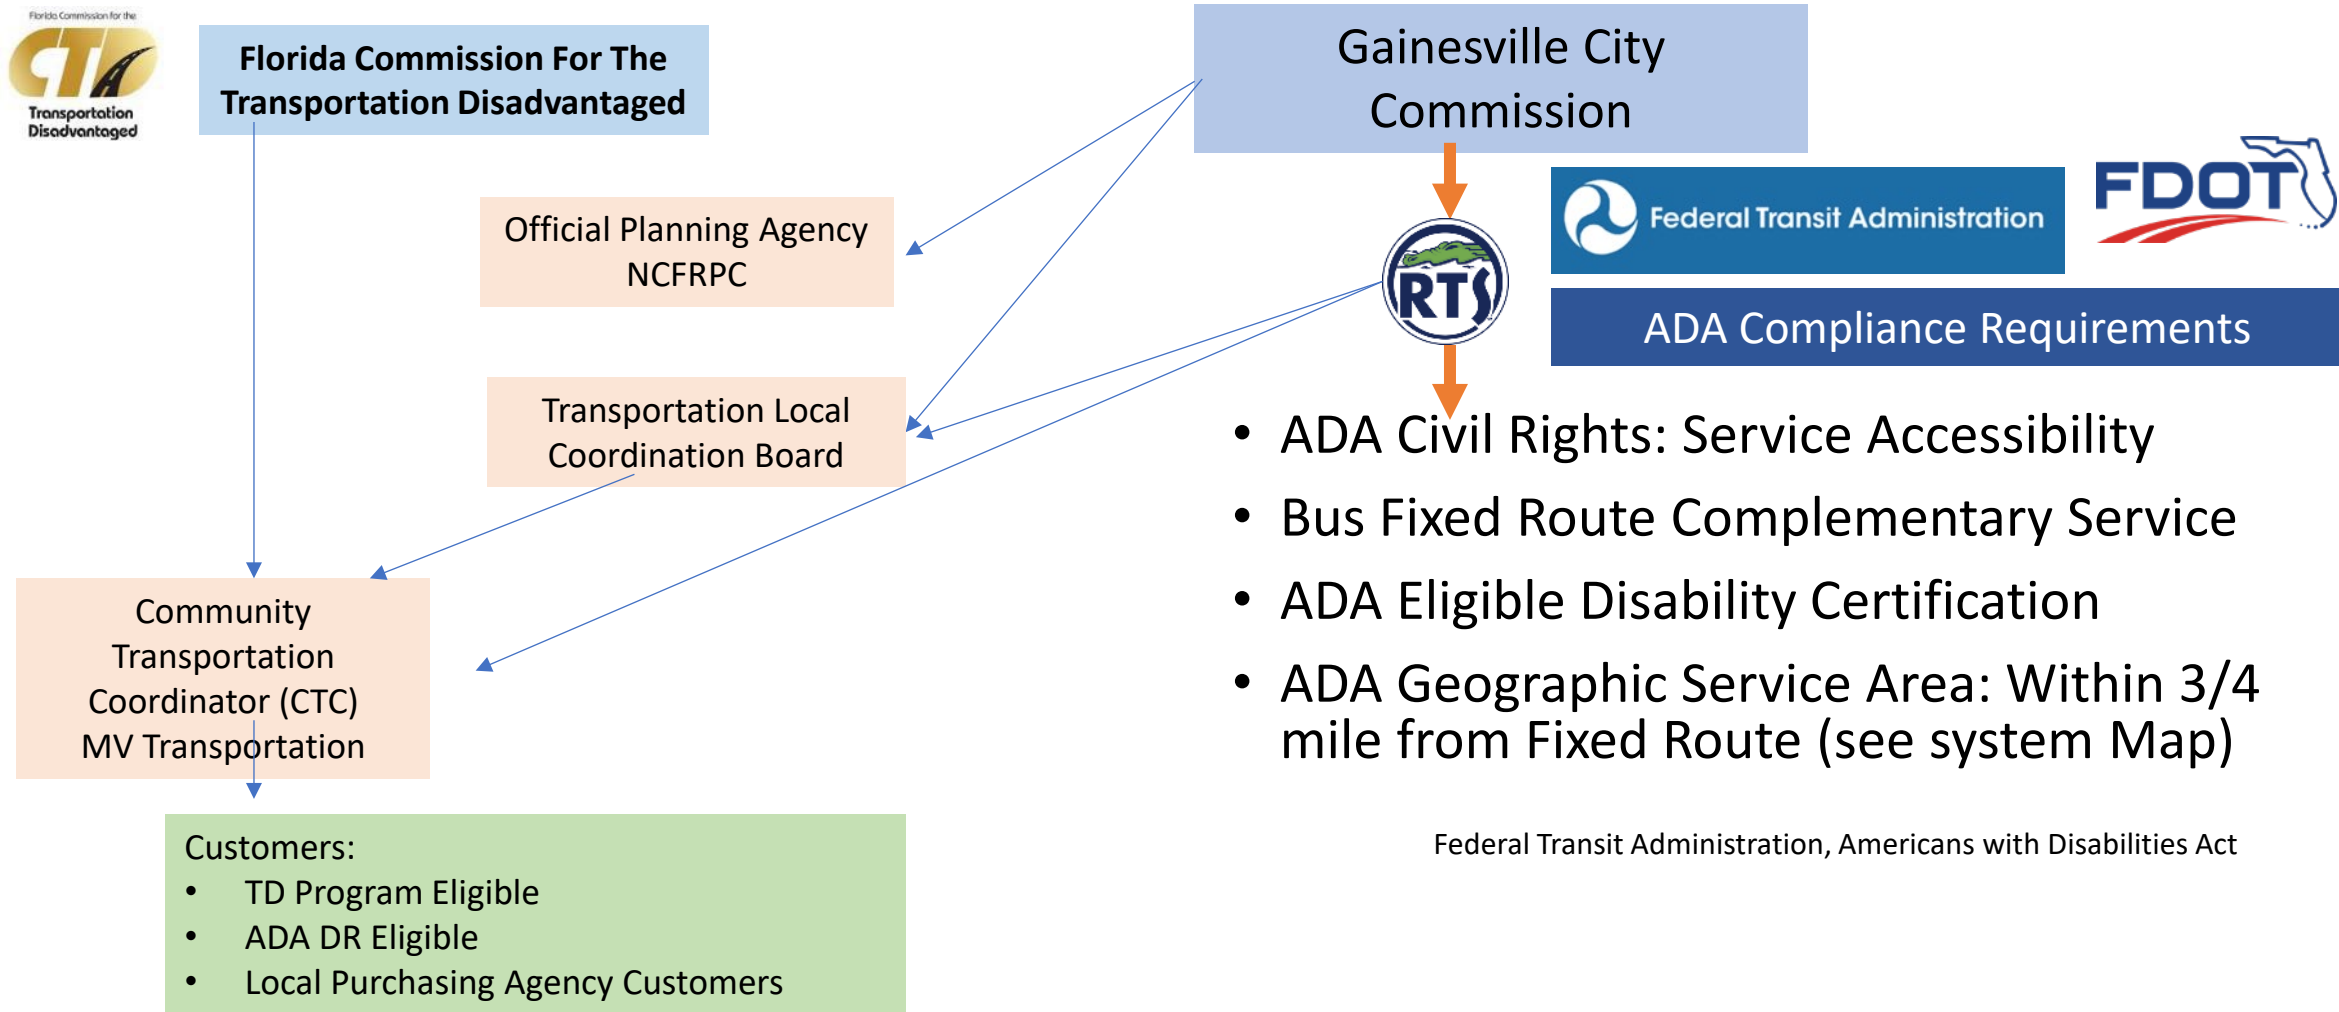 Florida Commission for the
CTD
Transportation
Disadvantaged
Florida Commission For The
Transportation Disadvantaged
Gainesville City
Commission
Official Planning Agency
NCFRPC
RTS
Federal Transit Administration
FDOT
ADA Compliance Requirements
Transportation Local
Coordination Board
• ADA Civil Rights: Service Accessibility
• Bus Fixed Route Complementary Service
• ADA Eligible Disability Certification
• ADA Geographic Service Area: Within 3/4
mile from Fixed Route (see system Map)
Community
Transportation
Coordinator (CTC)
MV Transportation
Customers:
• TD Program Eligible
• ADA DR Eligible
• Local Purchasing Agency Customers
Federal Transit Administration, Americans with Disabilities Act